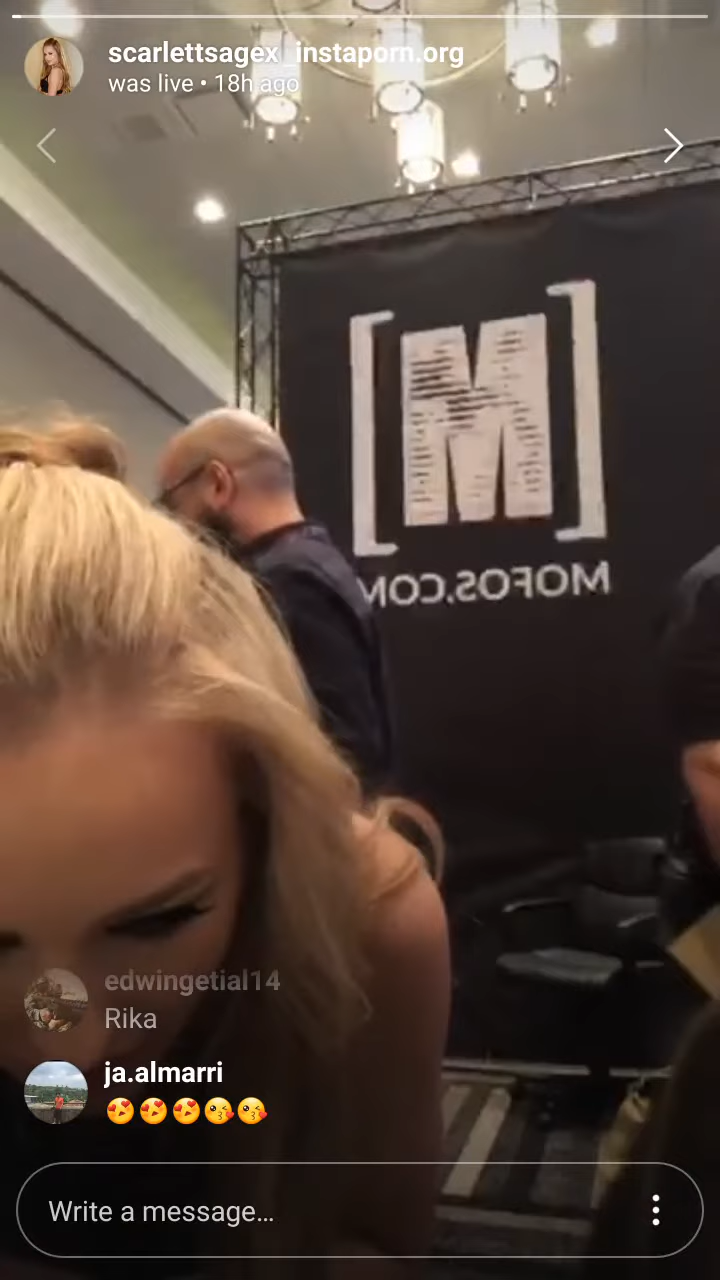 scarlettsagex_instaporn.org
was live • 18h ago
M
MOFOS.COM
edwingetial14
Rika
ja.almarri
😍😍😍😘😘
Write a message...